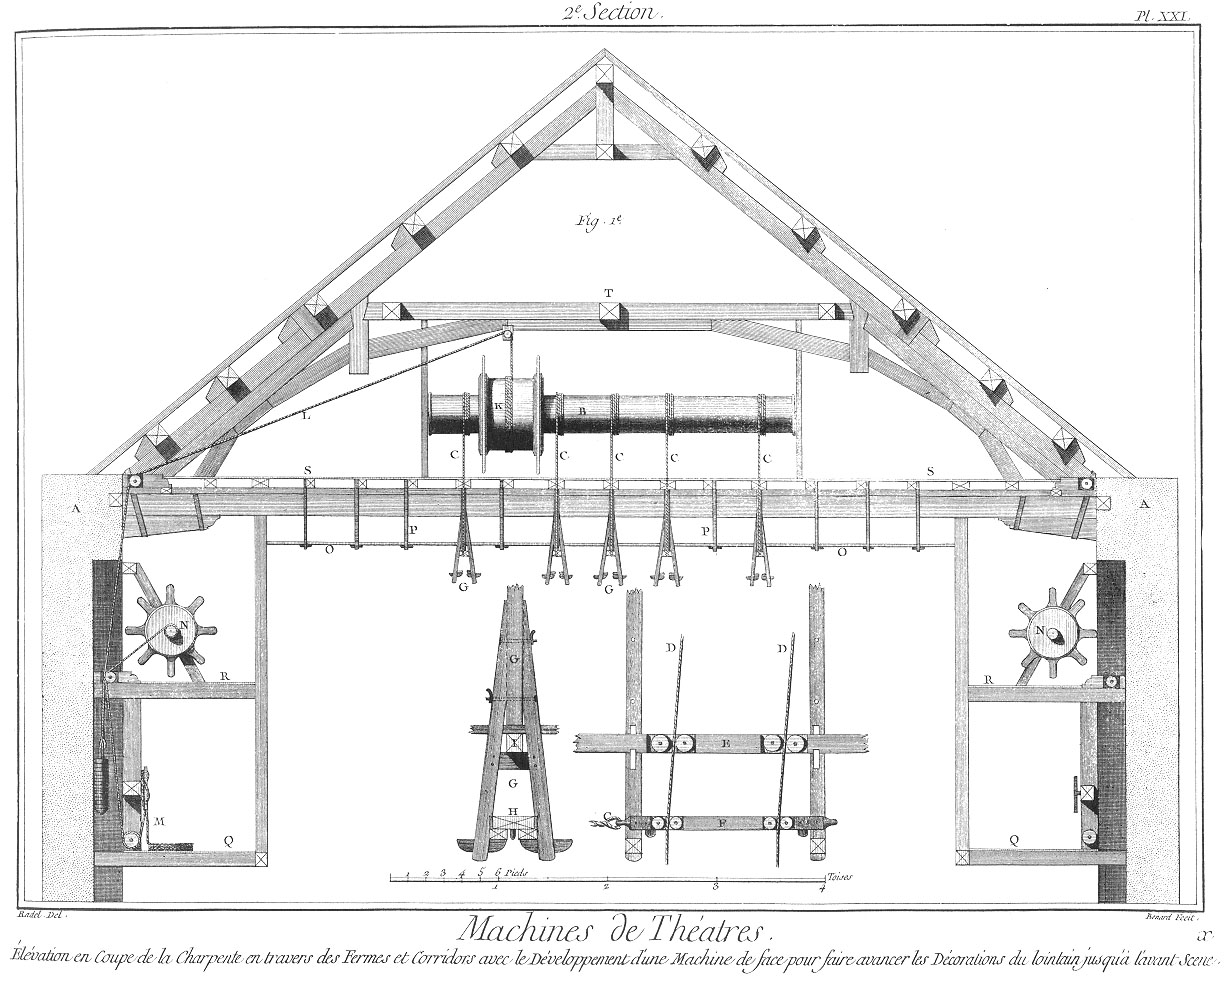 2.e Section.
Pl. XXI.
Fig. 1.e
T
K
B
L
C
C
C
C
C
S
S
A
A
P
P
O
O
G
G
N
N
R
R
G
D
D
I
E
G
H
C
F
M
Q
Q
1 2 3 4 5 6 Pieds
1 2 3 4 Toises
Radel Del.
Benard Fecit.
Machines de Théatres.
Élévation en Coupe de la Charpente en travers des Fermes et Corridors avec le Développement d'une Machine de face pour faire avancer les Décorations du lointain jusqu'à l'avant-Scene.